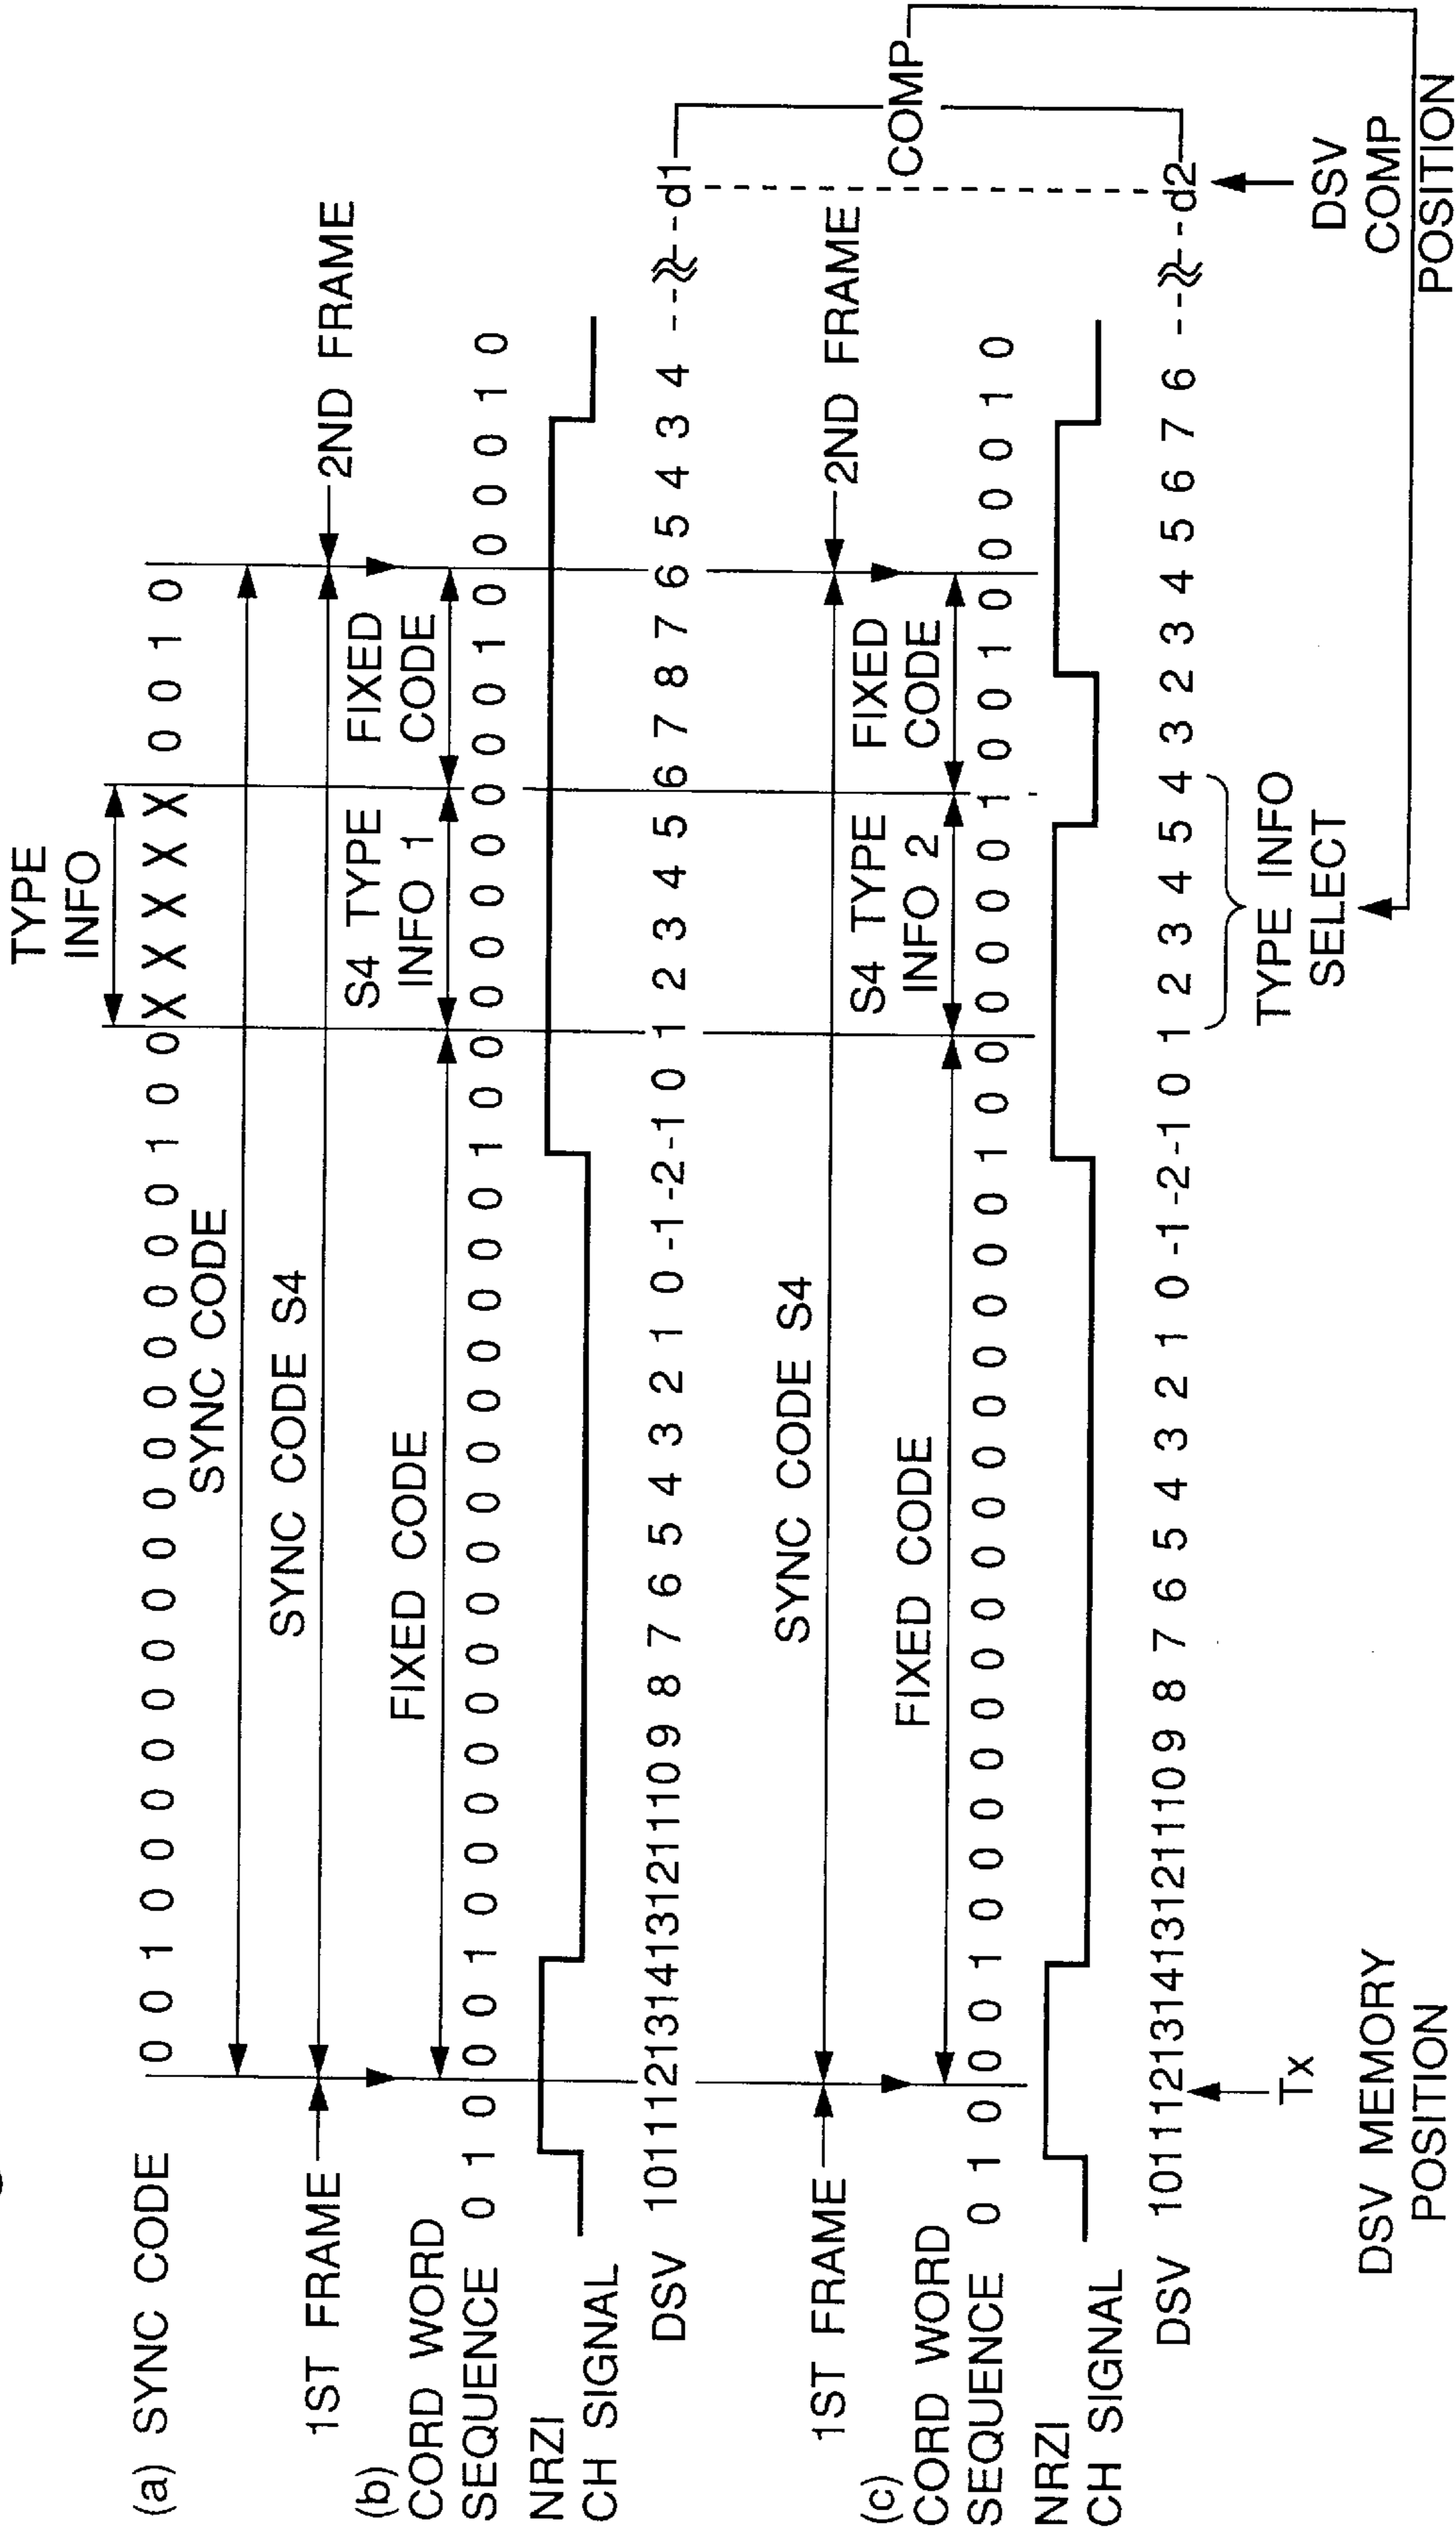 TYPE
INFO
(a) SYNC CODE 0 0 1 0 0 0 0 0 0 0 0 0 0 0 0 0 0 0 1 0 0 X X X X X 0 0 1 0
SYNC CODE
SYNC CODE S4
1ST FRAME
2ND FRAME
(b)
FIXED CODE
S4 TYPE
INFO 1
FIXED
CODE
CORD WORD
SEQUENCE 0 1 0 0 0 1 0 0 0 0 0 0 0 0 0 0 0 0 0 0 0 1 0 0 0 0 0 0 0 0 0 1 0 0 0 0 1 0
NRZI
CH SIGNAL
DSV 1011121314131211109 8 7 6 5 4 3 2 1 0 -1 -2 -1 0 1 2 3 4 5 6 7 8 7 6 5 4 3 4 --- d1
COMP
SYNC CODE S4
1ST FRAME
2ND FRAME
(c)
FIXED CODE
S4 TYPE
INFO 2
FIXED
CODE
CORD WORD
SEQUENCE 0 1 0 0 0 1 0 0 0 0 0 0 0 0 0 0 0 0 0 0 0 1 0 0 0 0 0 0 1 0 0 1 0 0 0 0 1 0
NRZI
CH SIGNAL
DSV 1011121314131211109 8 7 6 5 4 3 2 1 0 -1 -2 -1 0 1 2 3 4 5 4 3 2 3 4 5 6 7 6 --- d2
Tx
DSV MEMORY
POSITION
TYPE INFO
SELECT
DSV
COMP
POSITION